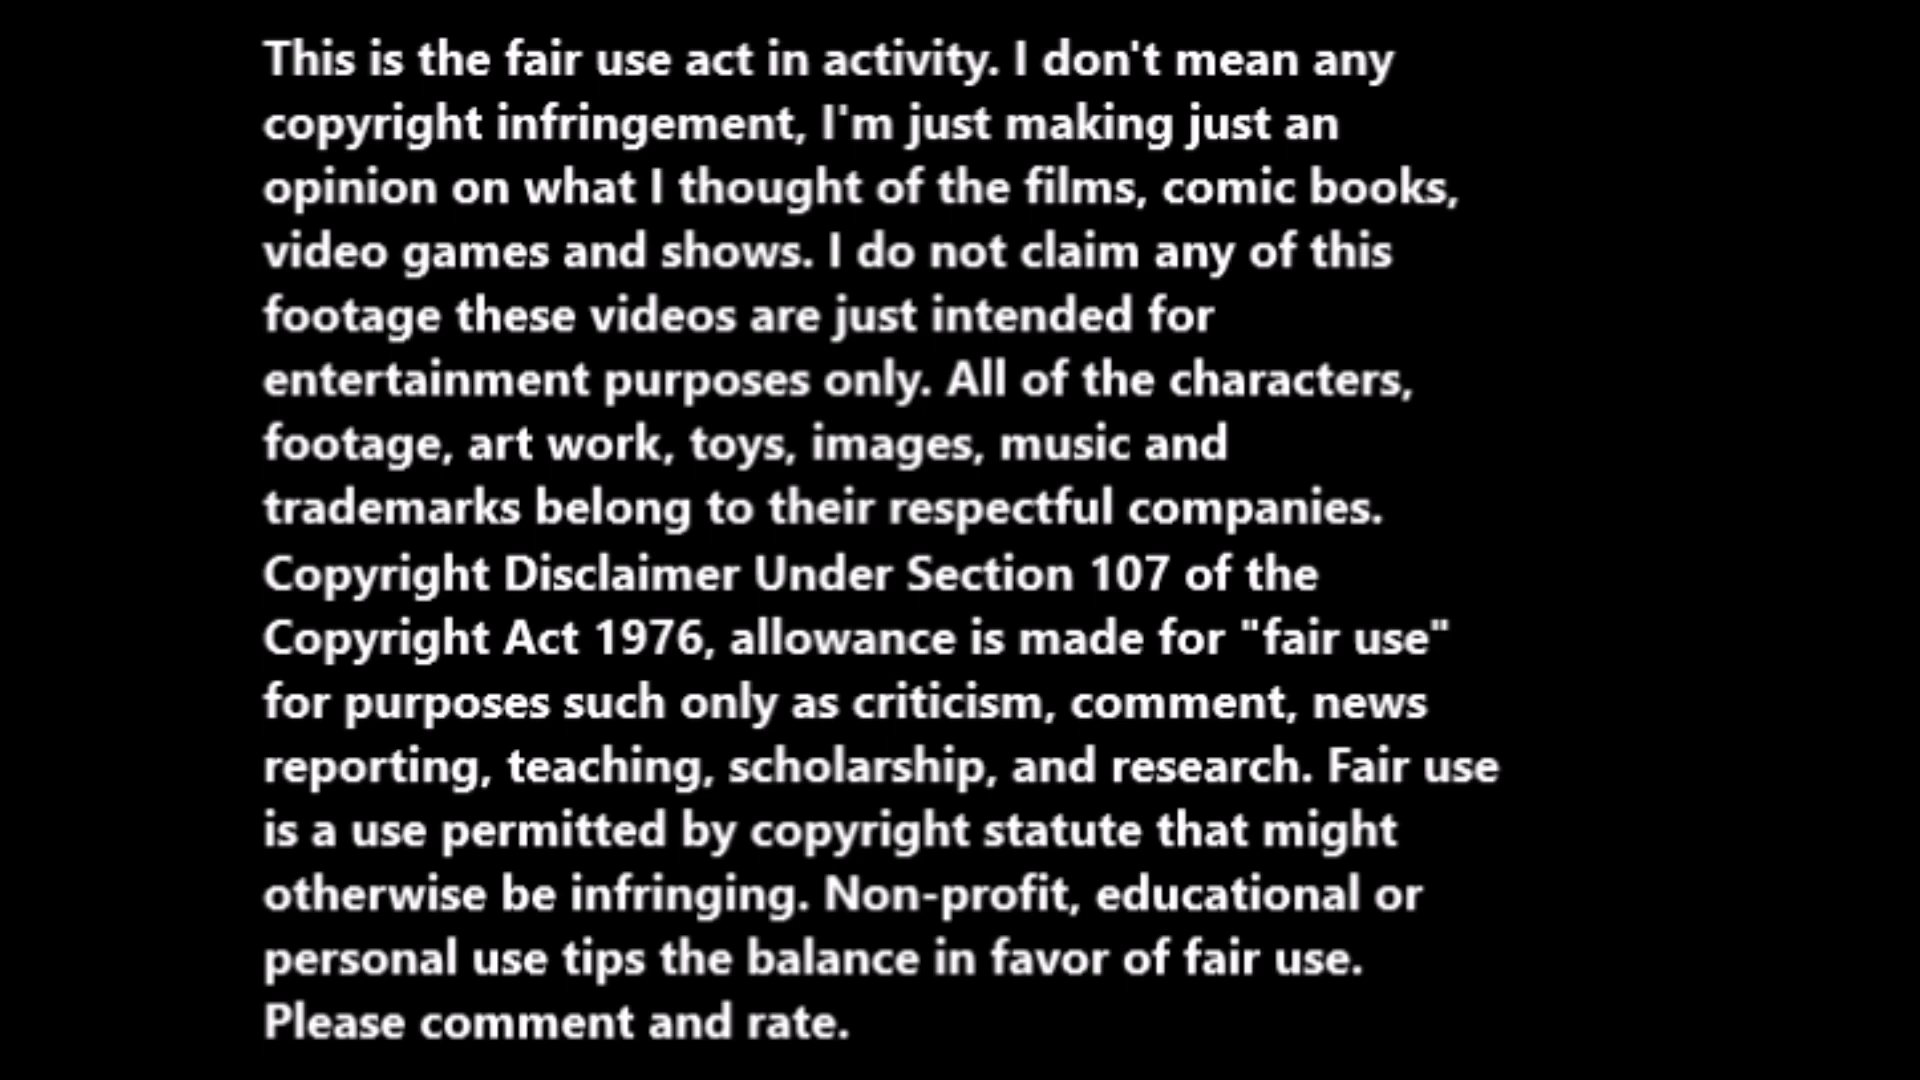 This is the fair use act in activity. I don't mean any
copyright infringement, I'm just making just an
opinion on what I thought of the films, comic books,
video games and shows. I do not claim any of this
footage these videos are just intended for
entertainment purposes only. All of the characters,
footage, art work, toys, images, music and
trademarks belong to their respectful companies.
Copyright Disclaimer Under Section 107 of the
Copyright Act 1976, allowance is made for "fair use"
for purposes such only as criticism, comment, news
reporting, teaching, scholarship, and research. Fair use
is a use permitted by copyright statute that might
otherwise be infringing. Non-profit, educational or
personal use tips the balance in favor of fair use.
Please comment and rate.